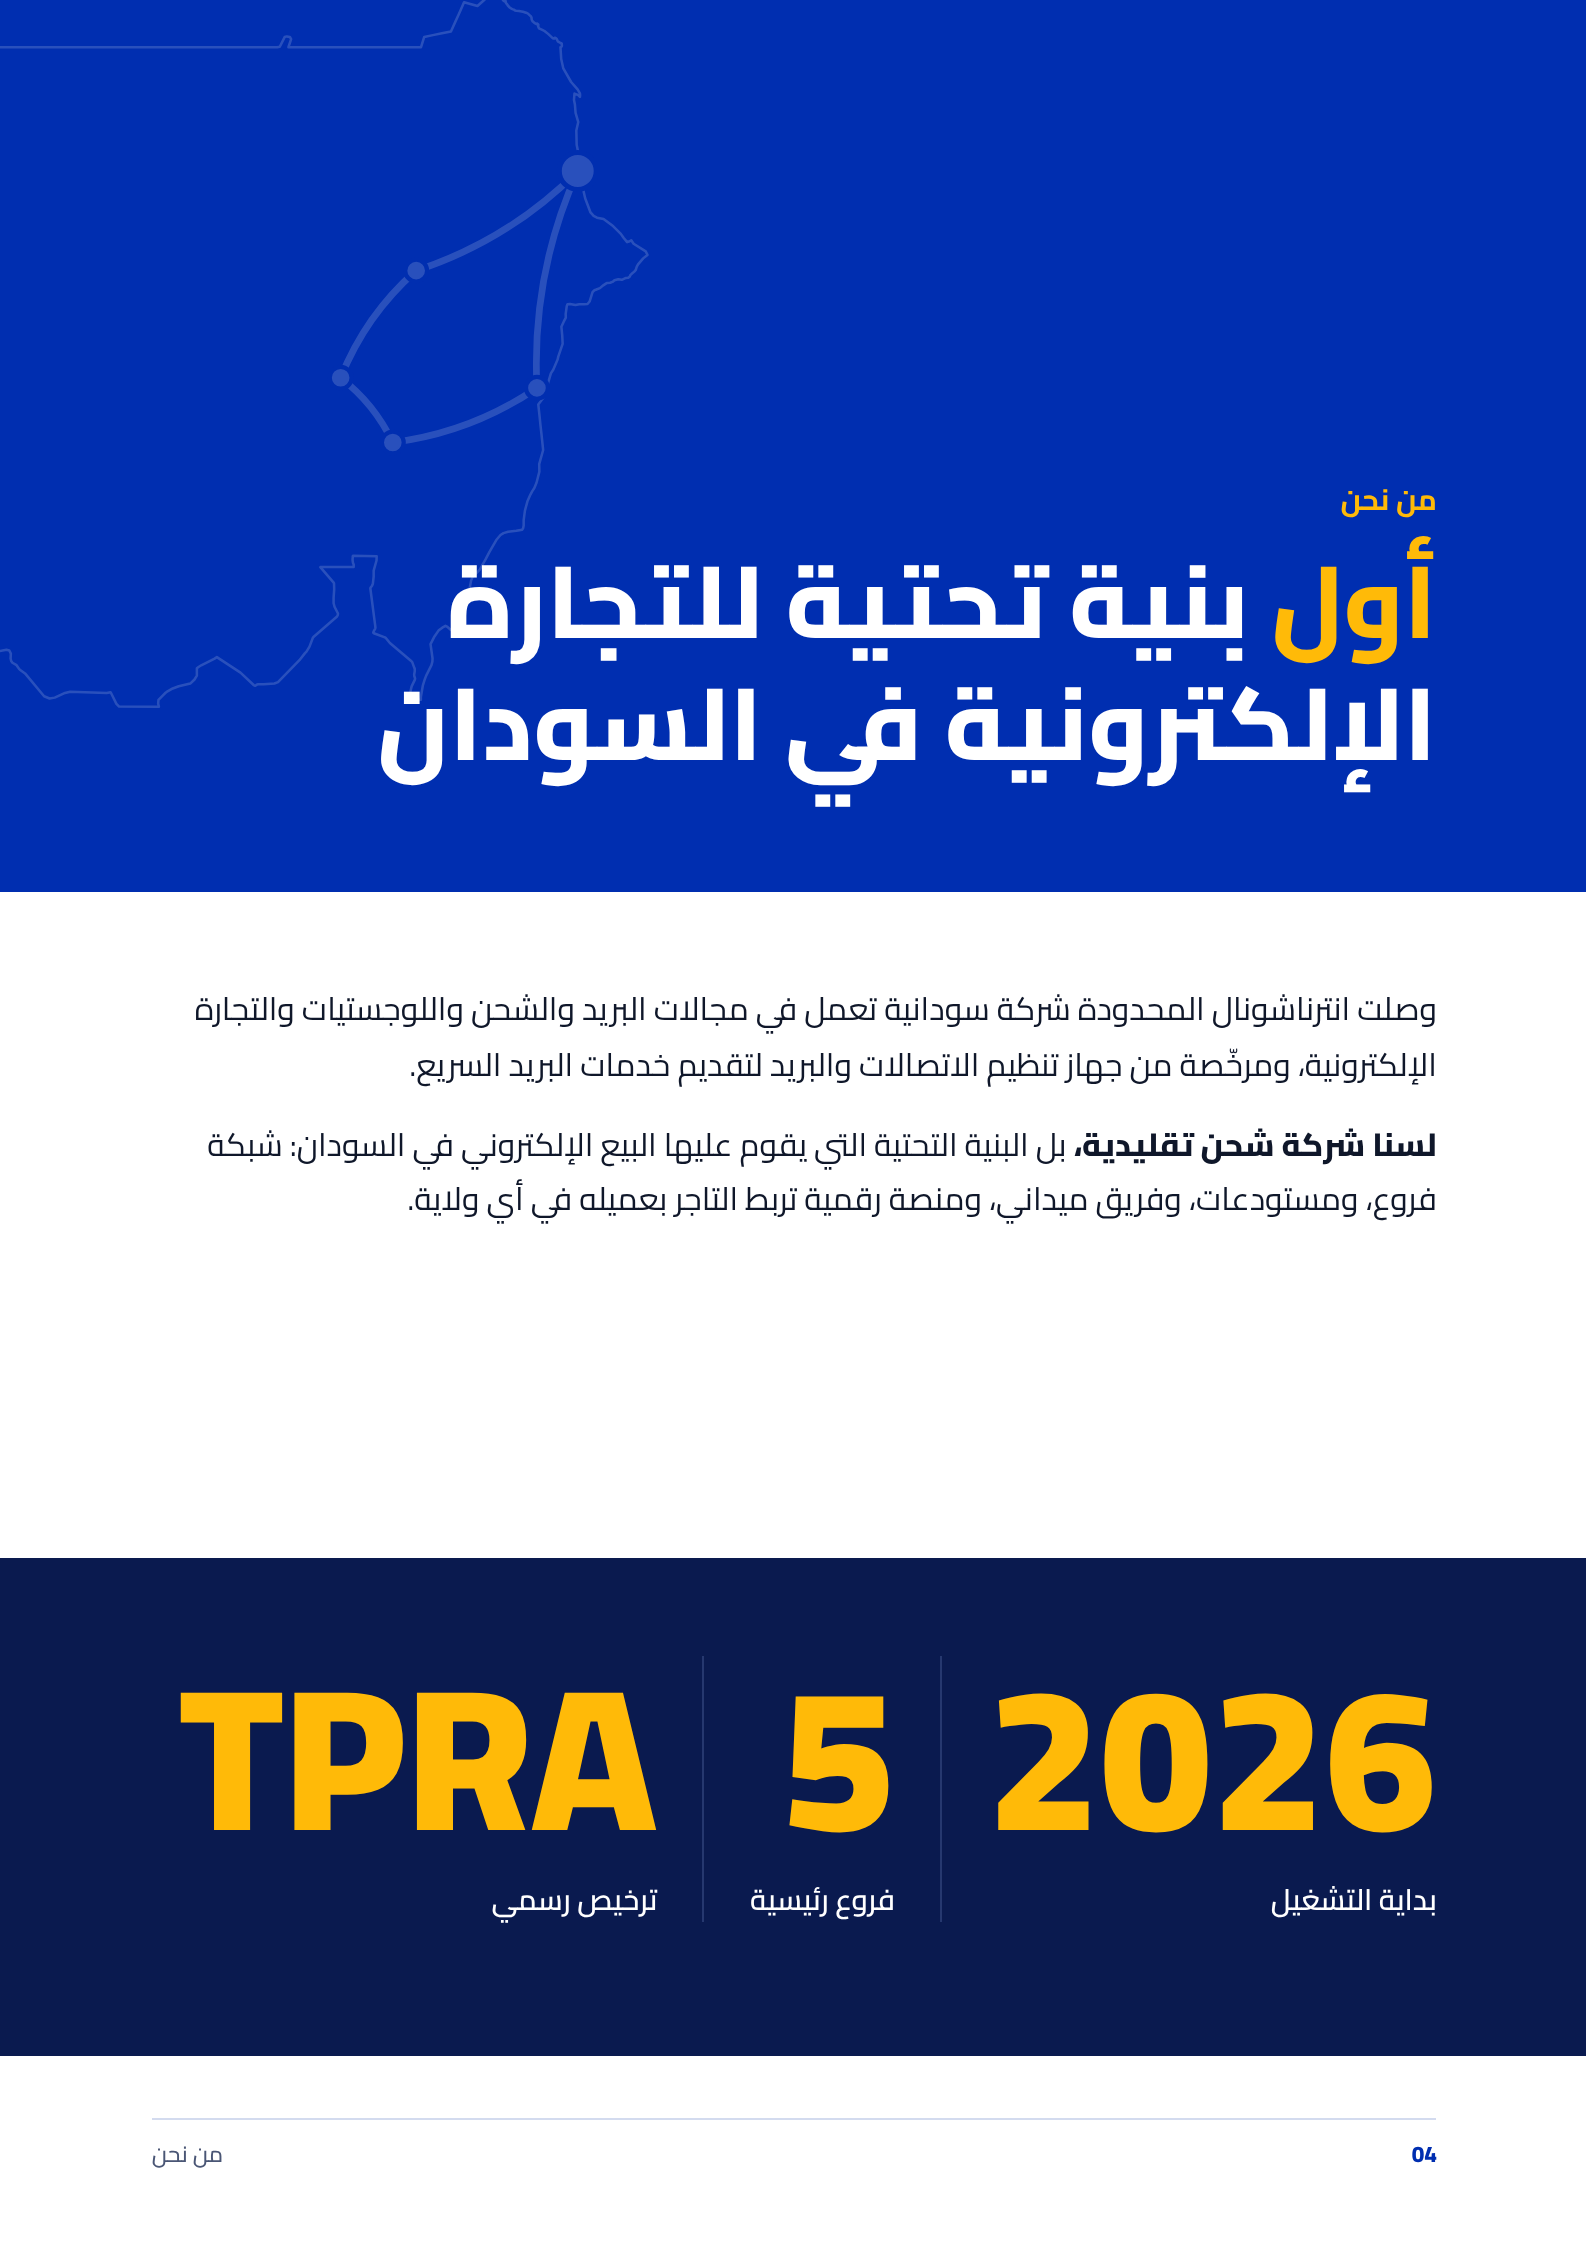 من نحن
أول بنية تحتية للتجارة
الإلكترونية في السودان
وصلت انترناشونال المحدودة شركة سودانية تعمل في مجالات البريد والشحن واللوجستيات والتجارة
الإلكترونية، ومرخّصة من جهاز تنظيم الاتصالات والبريد لتقديم خدمات البريد السريع.
لسنا شركة شحن تقليدية، بل البنية التحتية التي يقوم عليها البيع الإلكتروني في السودان: شبكة
فروع، ومستودعات، وفريق ميداني، ومنصة رقمية تربط التاجر بعميله في أي ولاية.
2026
بداية التشغيل
5
فروع رئيسية
TPRA
ترخيص رسمي
04
من نحن